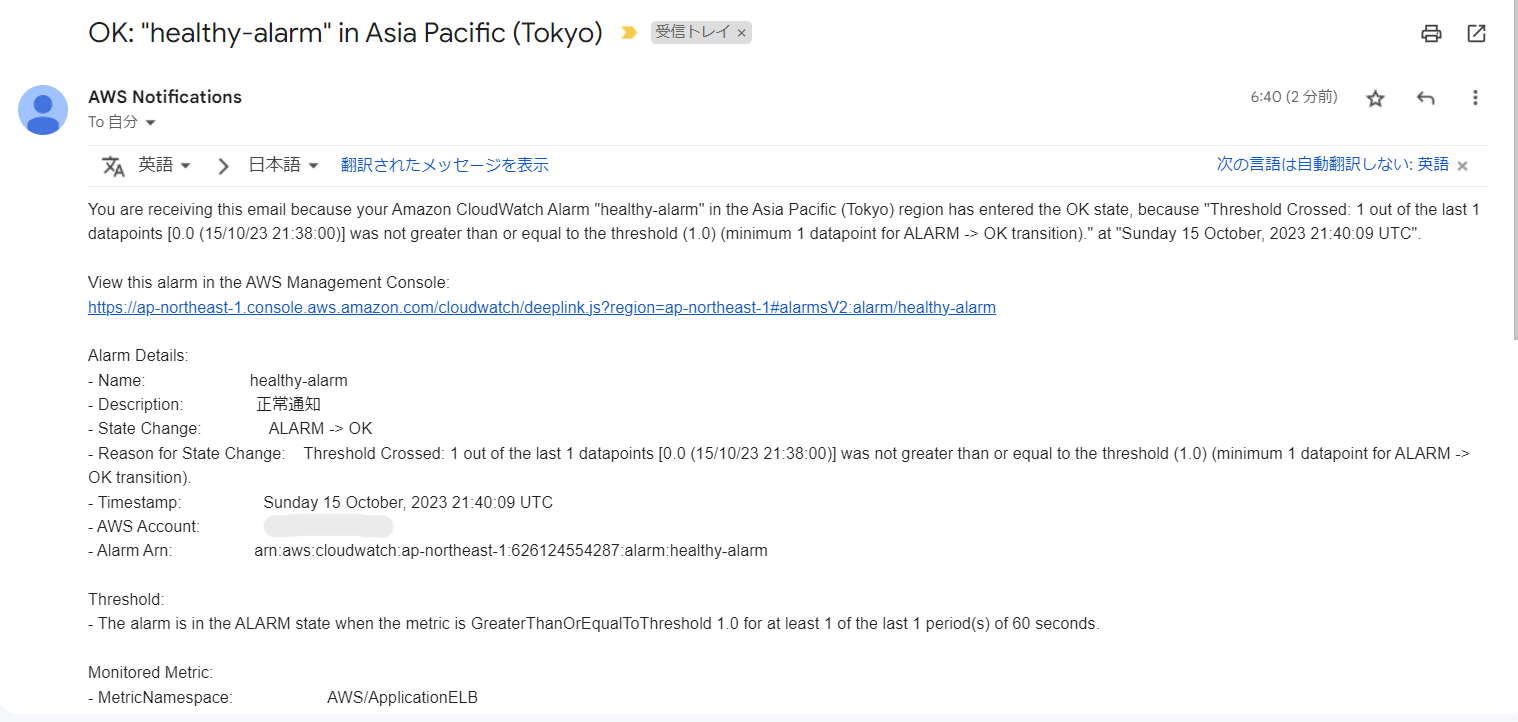 OK: "healthy-alarm" in Asia Pacific (Tokyo) 受信トレイ ×
AWS Notifications 6:40 (2 分前)
To 自分
英語 日本語 翻訳されたメッセージを表示 次の言語は自動翻訳しない: 英語 ×
You are receiving this email because your Amazon CloudWatch Alarm "healthy-alarm" in the Asia Pacific (Tokyo) region has entered the OK state, because "Threshold Crossed: 1 out of the last 1
datapoints [0.0 (15/10/23 21:38:00)] was not greater than or equal to the threshold (1.0) (minimum 1 datapoint for ALARM -> OK transition)." at "Sunday 15 October, 2023 21:40:09 UTC".
View this alarm in the AWS Management Console:
https://ap-northeast-1.console.aws.amazon.com/cloudwatch/deeplink.js?region=ap-northeast-1#alarmsV2:alarm/healthy-alarm
Alarm Details:
- Name: healthy-alarm
- Description: 正常通知
- State Change: ALARM -> OK
- Reason for State Change: Threshold Crossed: 1 out of the last 1 datapoints [0.0 (15/10/23 21:38:00)] was not greater than or equal to the threshold (1.0) (minimum 1 datapoint for ALARM ->
OK transition).
- Timestamp: Sunday 15 October, 2023 21:40:09 UTC
- AWS Account:
- Alarm Arn: arn:aws:cloudwatch:ap-northeast-1:626124554287:alarm:healthy-alarm
Threshold:
- The alarm is in the ALARM state when the metric is GreaterThanOrEqualToThreshold 1.0 for at least 1 of the last 1 period(s) of 60 seconds.
Monitored Metric:
- MetricNamespace: AWS/ApplicationELB